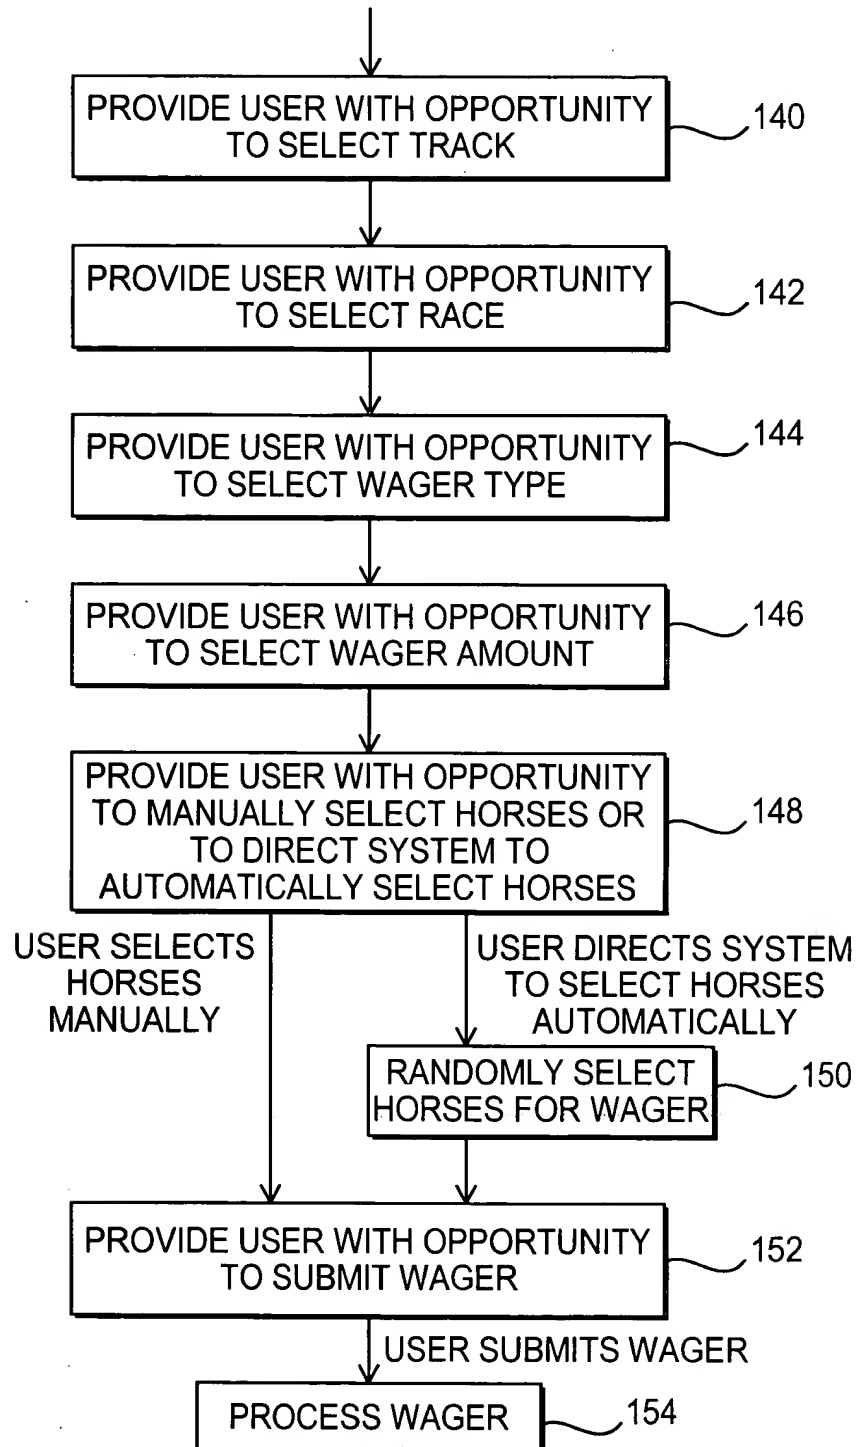 PROVIDE USER WITH OPPORTUNITY
TO SELECT TRACK
140
PROVIDE USER WITH OPPORTUNITY
TO SELECT RACE
142
PROVIDE USER WITH OPPORTUNITY
TO SELECT WAGER TYPE
144
PROVIDE USER WITH OPPORTUNITY
TO SELECT WAGER AMOUNT
146
PROVIDE USER WITH OPPORTUNITY
TO MANUALLY SELECT HORSES OR
TO DIRECT SYSTEM TO
AUTOMATICALLY SELECT HORSES
148
USER SELECTS
HORSES
MANUALLY
USER DIRECTS SYSTEM
TO SELECT HORSES
AUTOMATICALLY
RANDOMLY SELECT
HORSES FOR WAGER
150
PROVIDE USER WITH OPPORTUNITY
TO SUBMIT WAGER
152
USER SUBMITS WAGER
PROCESS WAGER
154